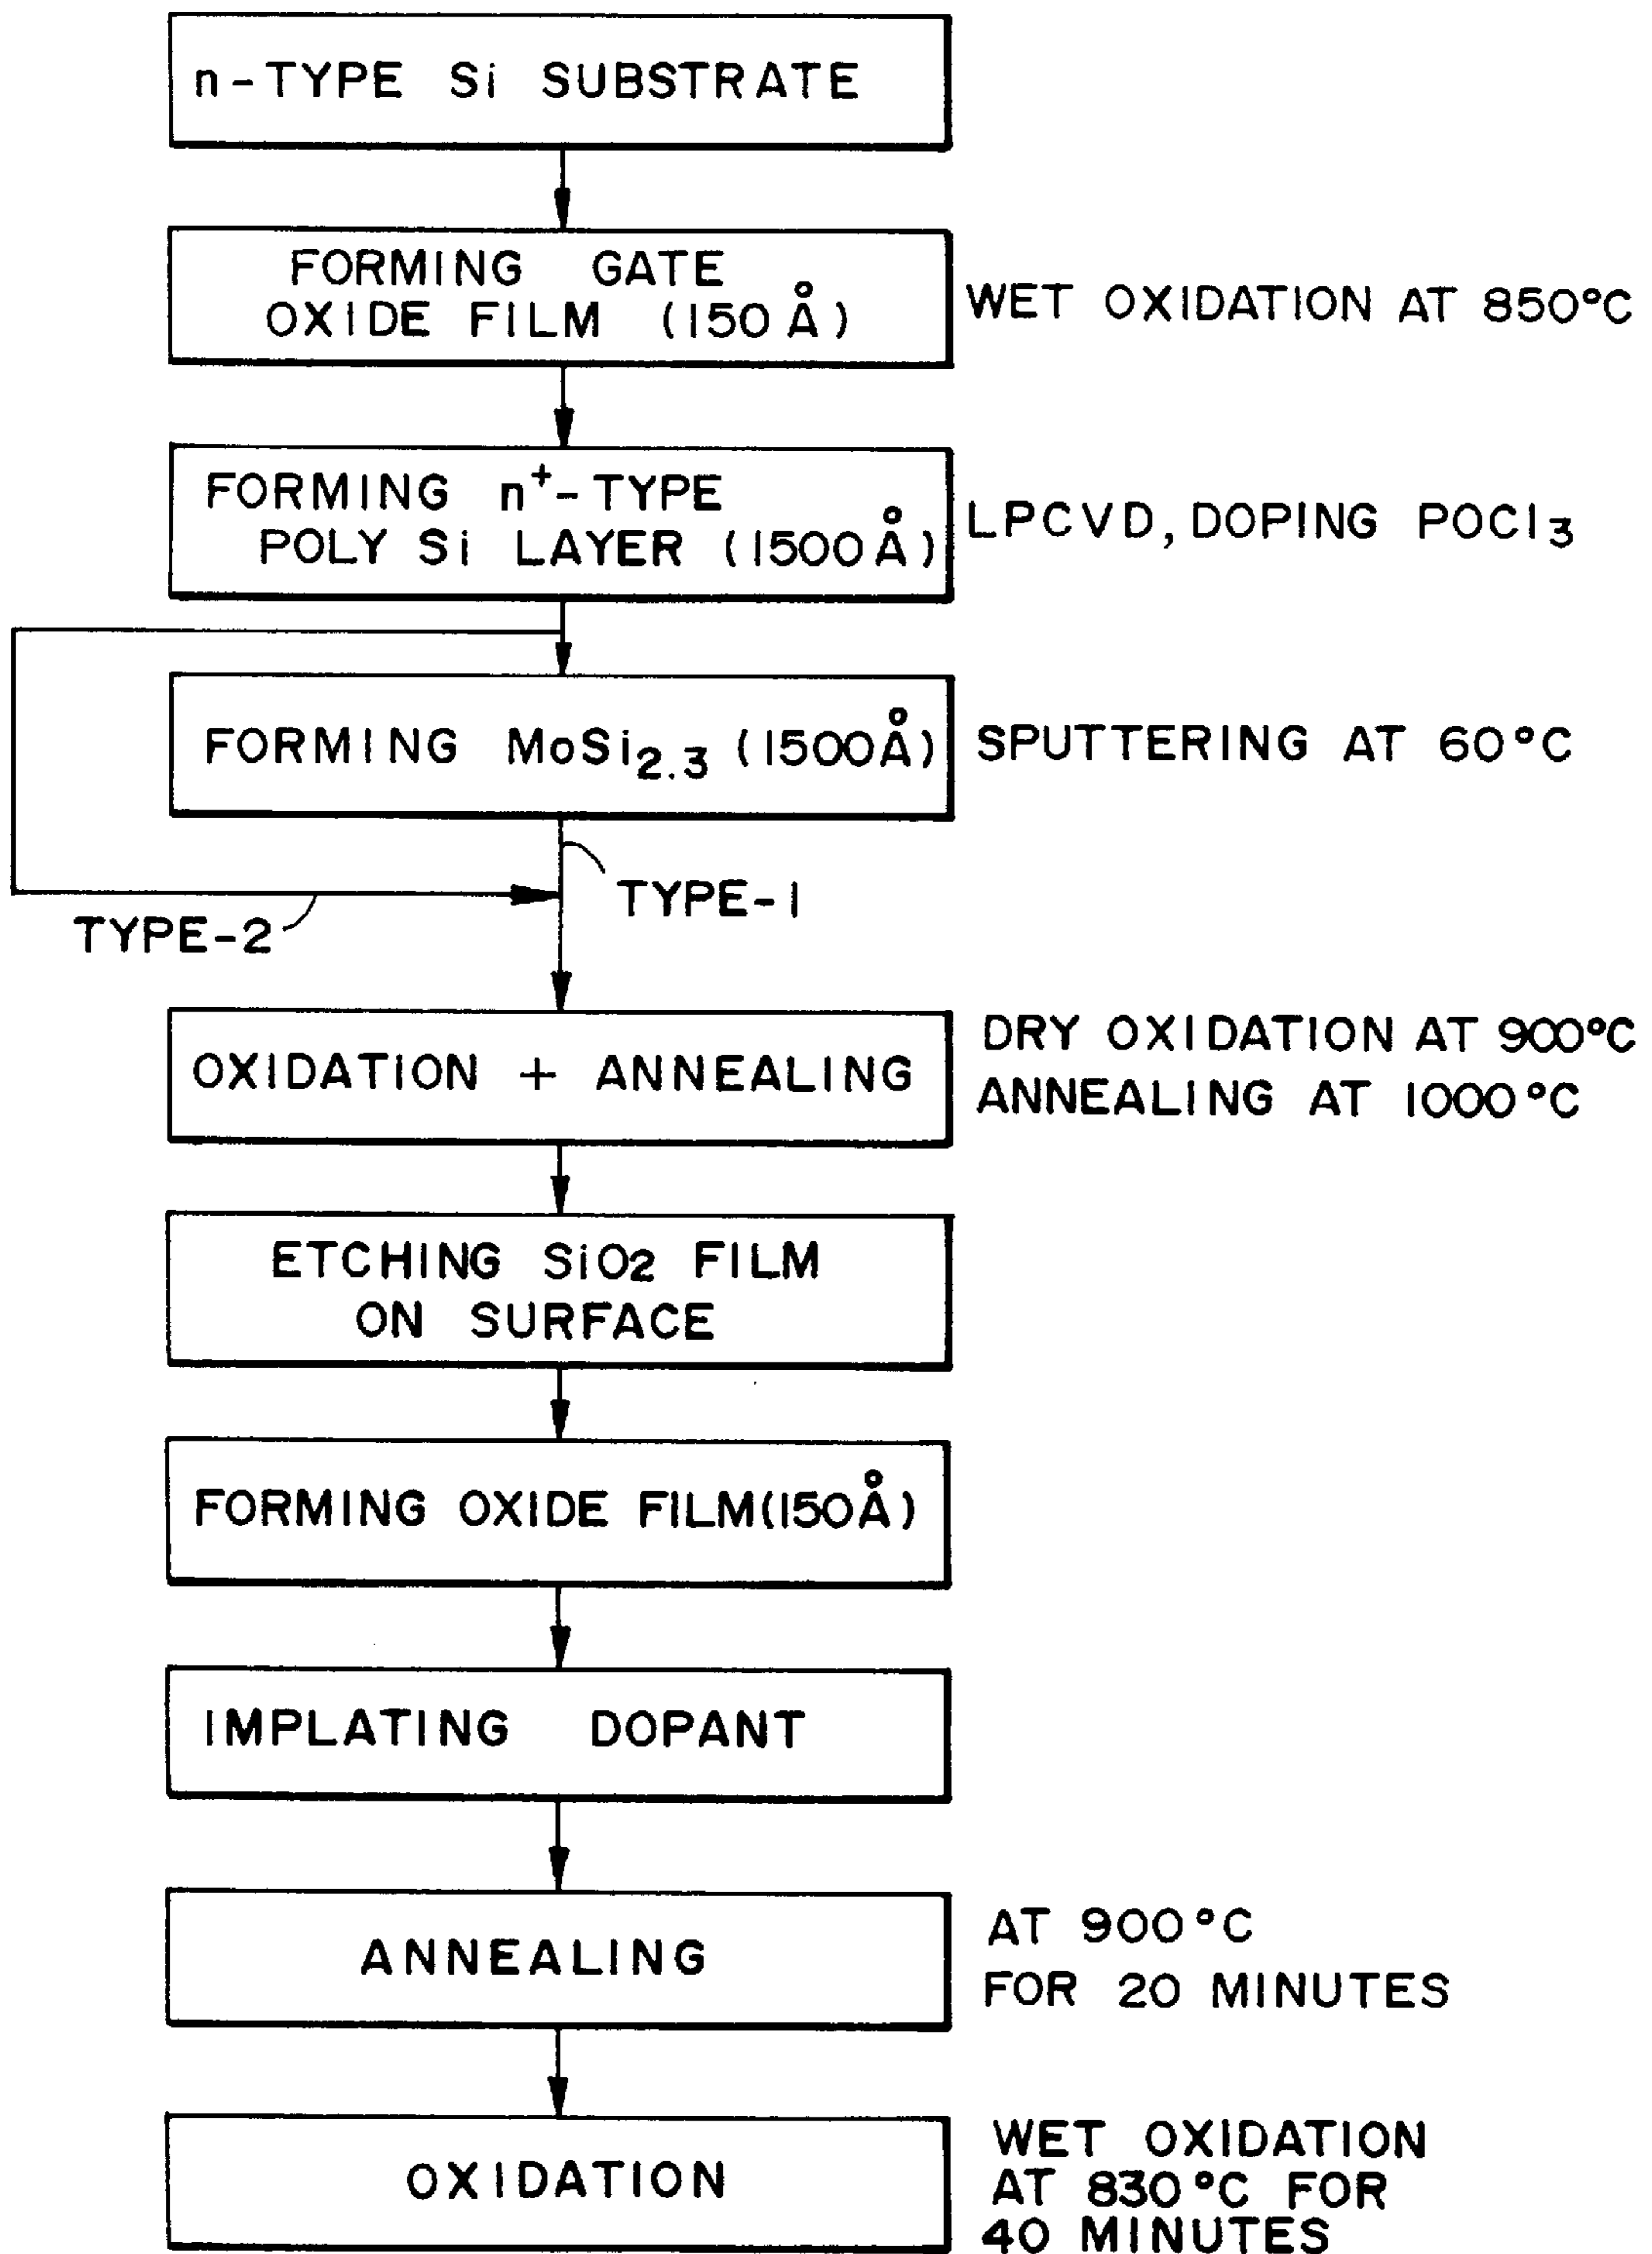 n-TYPE Si SUBSTRATE
FORMING GATE
OXIDE FILM (150 Å)
WET OXIDATION AT 850°C
FORMING n⁺-TYPE
POLY Si LAYER (1500Å)
LPCVD, DOPING POCl₃
FORMING MoSi₂.₃ (1500Å)
SPUTTERING AT 60°C
TYPE-1
TYPE-2
OXIDATION + ANNEALING
DRY OXIDATION AT 900°C
ANNEALING AT 1000°C
ETCHING SiO₂ FILM
ON SURFACE
FORMING OXIDE FILM(150Å)
IMPLATING DOPANT
ANNEALING
AT 900°C
FOR 20 MINUTES
OXIDATION
WET OXIDATION
AT 830°C FOR
40 MINUTES